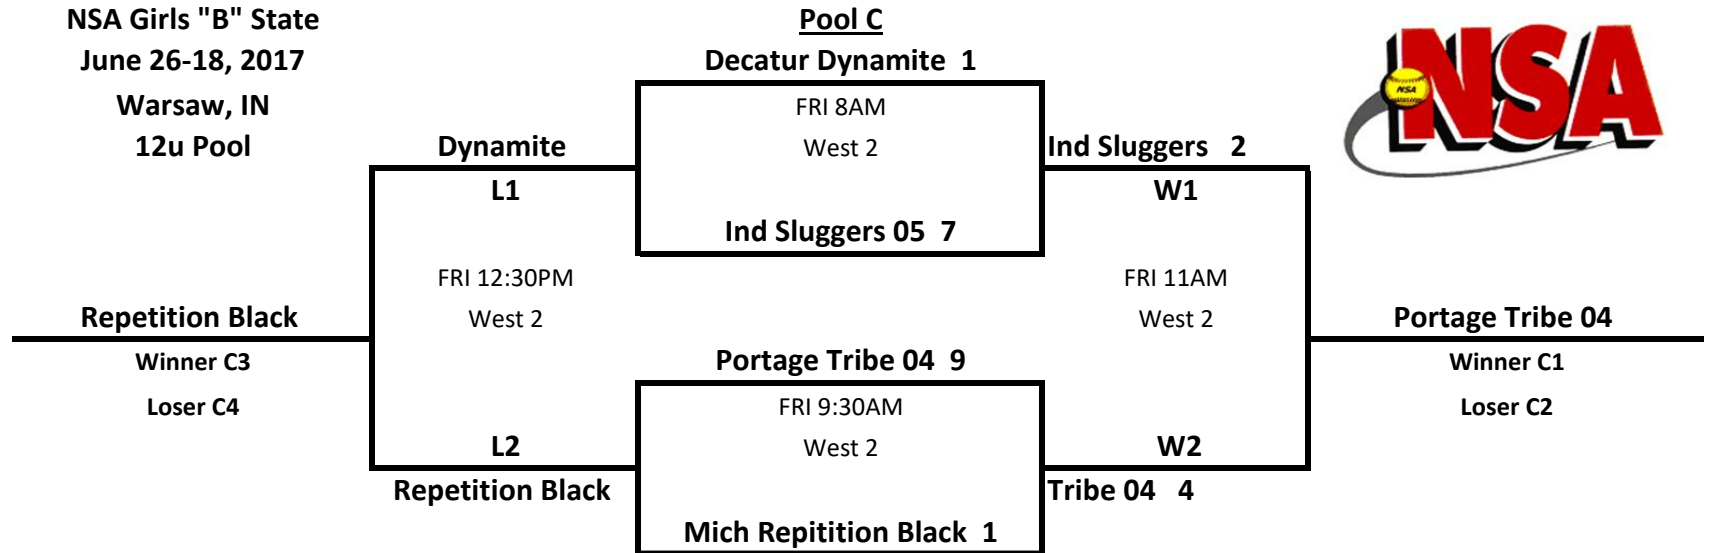 NSA Girls "B" State
June 26-18, 2017
Warsaw, IN
12u Pool
Pool C
Decatur Dynamite 1
FRI 8AM
West 2
Ind Sluggers 05 7
Dynamite
L1
Ind Sluggers 2
W1
FRI 12:30PM
West 2
FRI 11AM
West 2
Repetition Black
Winner C3
Loser C4
Portage Tribe 04
Winner C1
Loser C2
Portage Tribe 04 9
FRI 9:30AM
West 2
L2
Repetition Black
W2
Tribe 04 4
Mich Repitition Black 1
NSA
NSA